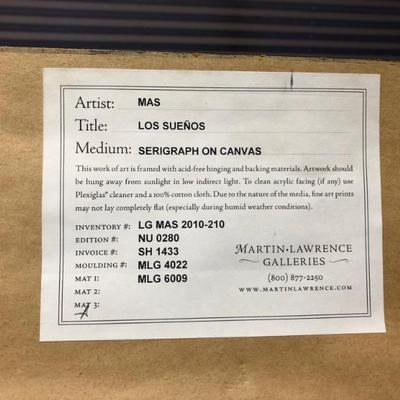 Artist: MAS
Title: LOS SUEÑOS
Medium: SERIGRAPH ON CANVAS
This work of art is framed with acid-free hinging and backing materials. Artwork should
be hung away from sunlight in low indirect light. To clean acrylic facing (if any) use
Plexiglas® cleaner and a 100% cotton cloth. Due to the nature of the media, fine art prints
may not lay completely flat (especially during humid weather conditions).
INVENTORY #: LG MAS 2010-210
EDITION #: NU 0280
INVOICE #: SH 1433
MOULDING #: MLG 4022
MAT 1: MLG 6009
MAT 2:
MAT 3:
MARTIN·LAWRENCE
GALLERIES
(800) 877-2250
WWW.MARTINLAWRENCE.COM